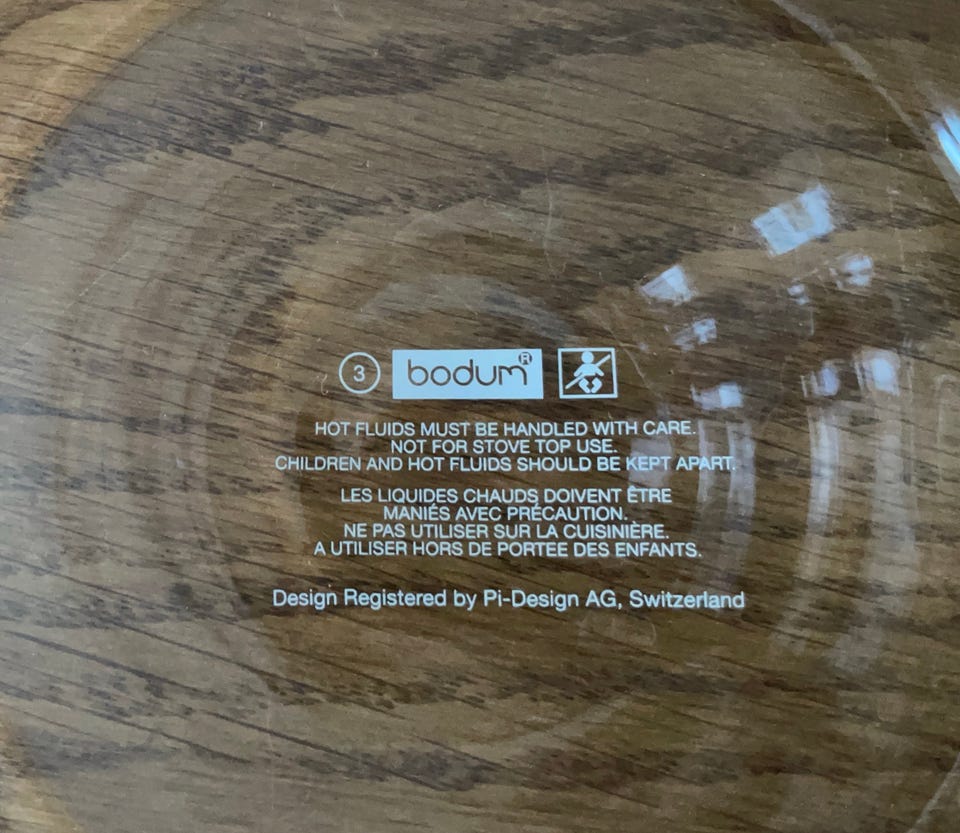 3 bodum®
HOT FLUIDS MUST BE HANDLED WITH CARE.
NOT FOR STOVE TOP USE.
CHILDREN AND HOT FLUIDS SHOULD BE KEPT APART.
LES LIQUIDES CHAUDS DOIVENT ÊTRE
MANIÉS AVEC PRÉCAUTION.
NE PAS UTILISER SUR LA CUISINIÈRE.
A UTILISER HORS DE PORTEE DES ENFANTS.
Design Registered by Pi-Design AG, Switzerland